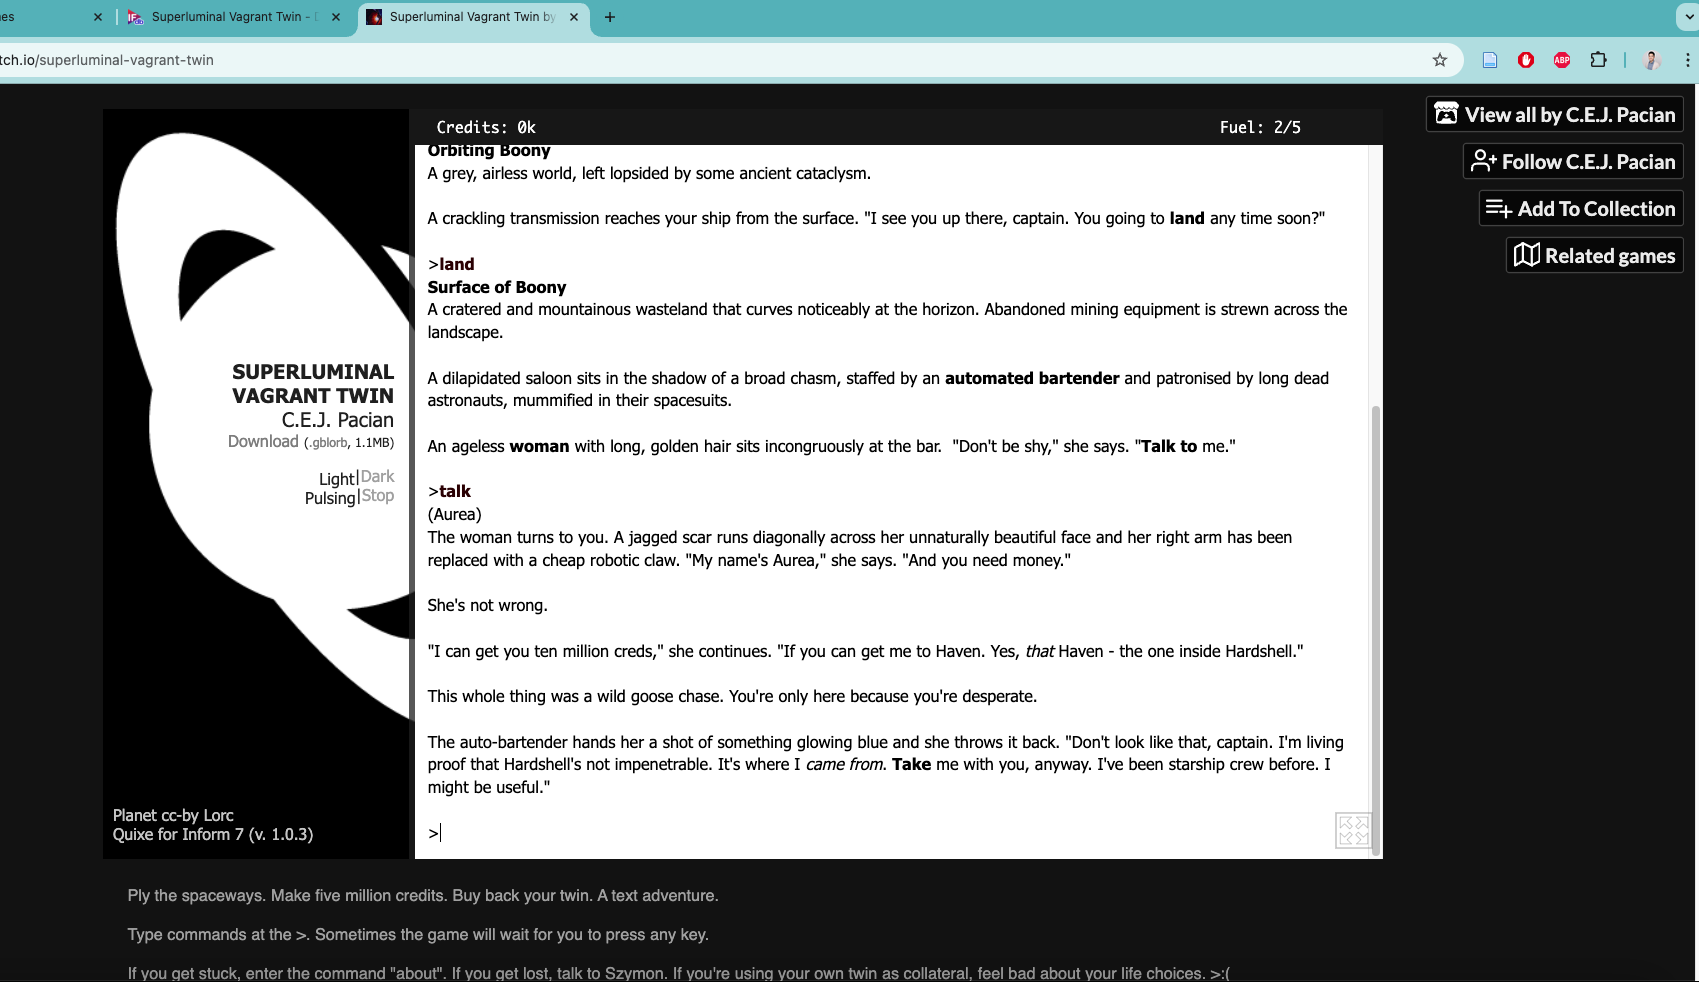 es
Superluminal Vagrant Twin -
Superluminal Vagrant Twin by
tch.io/superluminal-vagrant-twin
ABP
View all by C.E.J. Pacian
Follow C.E.J. Pacian
Add To Collection
Related games
SUPERLUMINAL
VAGRANT TWIN
C.E.J. Pacian
Download (.gblorb, 1.1MB)
Light|Dark
Pulsing|Stop
Planet cc-by Lorc
Quixe for Inform 7 (v. 1.0.3)
Credits: 0k Fuel: 2/5
Orbiting Boony
A grey, airless world, left lopsided by some ancient cataclysm.
A crackling transmission reaches your ship from the surface. "I see you up there, captain. You going to land any time soon?"
>land
Surface of Boony
A cratered and mountainous wasteland that curves noticeably at the horizon. Abandoned mining equipment is strewn across the
landscape.
A dilapidated saloon sits in the shadow of a broad chasm, staffed by an automated bartender and patronised by long dead
astronauts, mummified in their spacesuits.
An ageless woman with long, golden hair sits incongruously at the bar.  "Don't be shy," she says. "Talk to me."
>talk
(Aurea)
The woman turns to you. A jagged scar runs diagonally across her unnaturally beautiful face and her right arm has been
replaced with a cheap robotic claw. "My name's Aurea," she says. "And you need money."
She's not wrong.
"I can get you ten million creds," she continues. "If you can get me to Haven. Yes, that Haven - the one inside Hardshell."
This whole thing was a wild goose chase. You're only here because you're desperate.
The auto-bartender hands her a shot of something glowing blue and she throws it back. "Don't look like that, captain. I'm living
proof that Hardshell's not impenetrable. It's where I came from. Take me with you, anyway. I've been starship crew before. I
might be useful."
>
Ply the spaceways. Make five million credits. Buy back your twin. A text adventure.
Type commands at the >. Sometimes the game will wait for you to press any key.
If you get stuck, enter the command "about". If you get lost, talk to Szymon. If you're using your own twin as collateral, feel bad about your life choices. >:(